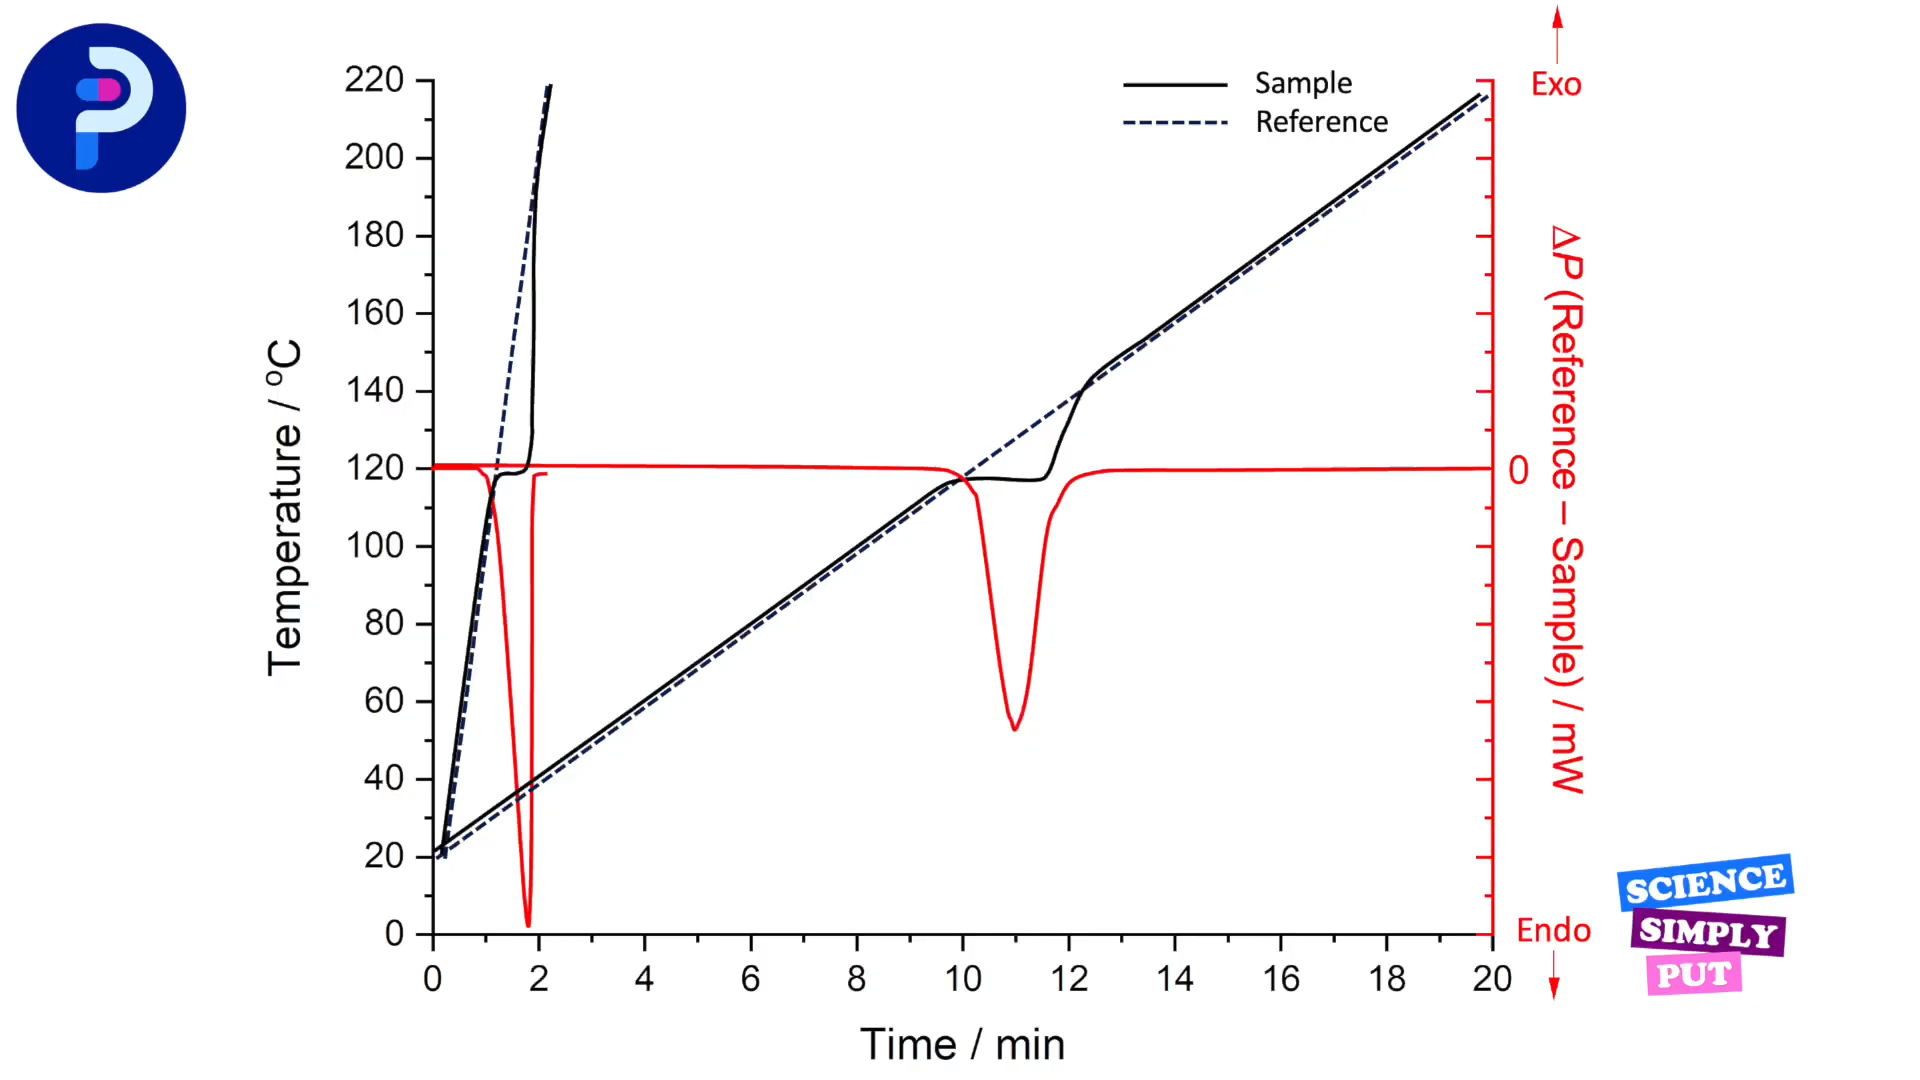 Sample
Reference
Exo
220
200
180
160
140
120
100
80
60
40
20
0
Temperature / °C
0
ΔP (Reference – Sample) / mW
Endo
0 2 4 6 8 10 12 14 16 18 20
Time / min
SCIENCE
SIMPLY
PUT